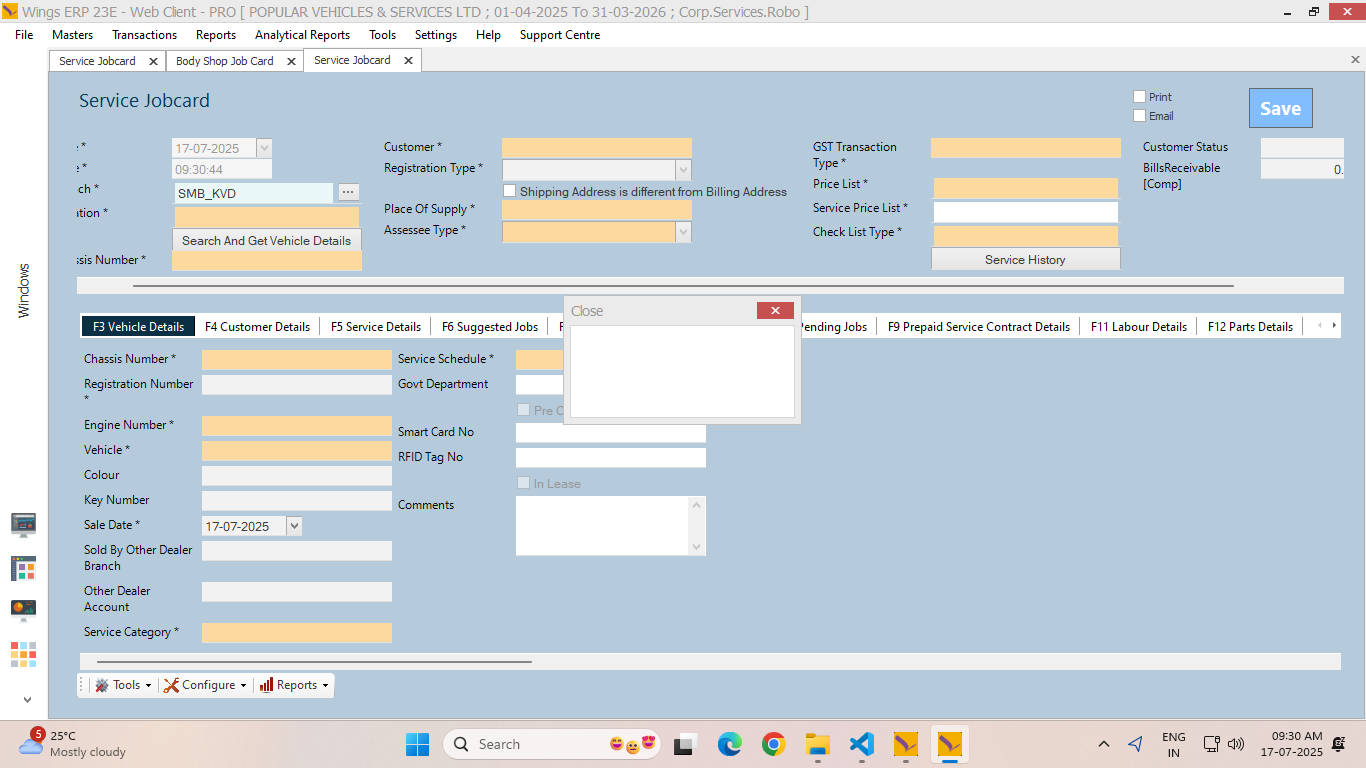 Wings ERP 23E - Web Client - PRO [ POPULAR VEHICLES & SERVICES LTD ; 01-04-2025 To 31-03-2026 ; Corp.Services.Robo ]
File Masters Transactions Reports Analytical Reports Tools Settings Help Support Centre
Service Jobcard Body Shop Job Card Service Jobcard
Service Jobcard
Print
Email
Save
17-07-2025
09:30:44
SMB_KVD
Search And Get Vehicle Details
Customer *
Registration Type *
Shipping Address is different from Billing Address
Place Of Supply *
Assessee Type *
GST Transaction
Type *
Price List *
Service Price List *
Check List Type *
Service History
Customer Status
BillsReceivable
[Comp]
0.
Windows
F3 Vehicle Details F4 Customer Details F5 Service Details F6 Suggested Jobs F9 Prepaid Service Contract Details F11 Labour Details F12 Parts Details
Close
Chassis Number *
Registration Number
*
Engine Number *
Vehicle *
Colour
Key Number
Sale Date *
17-07-2025
Sold By Other Dealer
Branch
Other Dealer
Account
Service Category *
Service Schedule *
Govt Department
Pre
Smart Card No
RFID Tag No
In Lease
Comments
Tools Configure Reports
5
25°C
Mostly cloudy
Search
ENG
IN
09:30 AM
17-07-2025